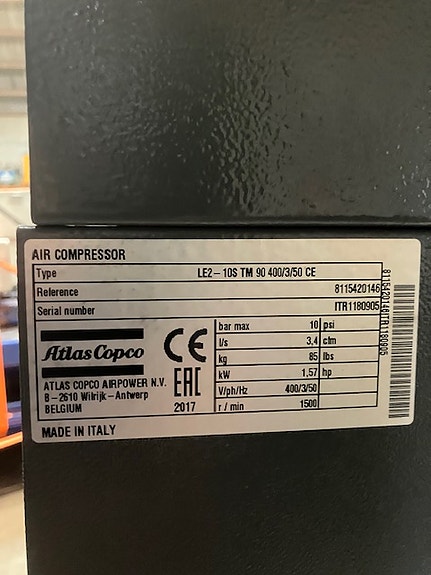 AIR COMPRESSOR
Type LE2-10S TM 90 400/3/50 CE
Reference 8115420146
Serial number ITR1180905
bar max 10 psi
l/s 3,4 cfm
kg 85 lbs
kW 1,57 hp
V/ph/Hz 400/3/50
r / min 1500
Atlas Copco
CE
EAC
ATLAS COPCO AIRPOWER N.V.
B-2610 Wilrijk-Antwerp
BELGIUM
2017
MADE IN ITALY
8115420146ITR1180905